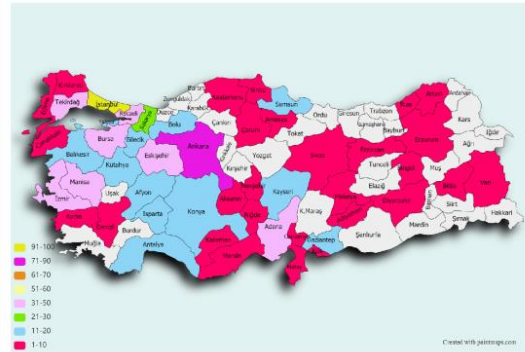 Kırklareli
Edirne
Tekirdağ
İstanbul
Kocaeli
Düzce
Zonguldak
Bartın
Karabük
Kastamonu
Sinop
Samsun
Ordu
Giresun
Trabzon
Rize
Artvin
Ardahan
Kars
Iğdır
Ağrı
Erzurum
Bayburt
Gümüşhane
Çanakkale
Balıkesir
Bursa
Bilecik
Bolu
Çankırı
Çorum
Amasya
Tokat
Sivas
Erzincan
Tunceli
Bingöl
Muş
Van
Bitlis
Eskişehir
Ankara
Kırıkkale
Kırşehir
Yozgat
Kütahya
Manisa
İzmir
Uşak
Afyon
Aydın
Denizli
Muğla
Burdur
Isparta
Antalya
Konya
Aksaray
Nevşehir
Niğde
Kayseri
Karaman
Mersin
Adana
Hatay
K.Maraş
Gaziantep
Malatya
Adıyaman
Elazığ
Diyarbakır
Şanlıurfa
Mardin
Batman
Siirt
Şırnak
Hakkari
91-100
71-90
61-70
51-60
31-50
21-30
11-20
1-10
Created with paintmaps.com